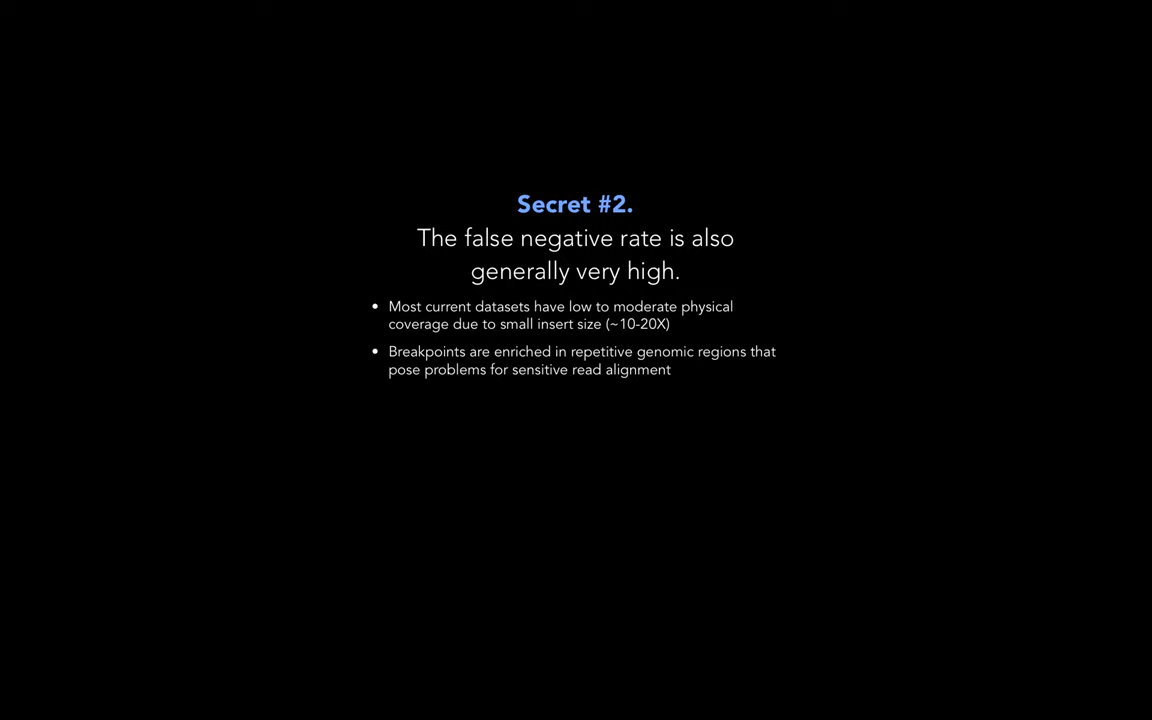 Secret #2.
The false negative rate is also
generally very high.
• Most current datasets have low to moderate physical
coverage due to small insert size (~10-20X)
• Breakpoints are enriched in repetitive genomic regions that
pose problems for sensitive read alignment